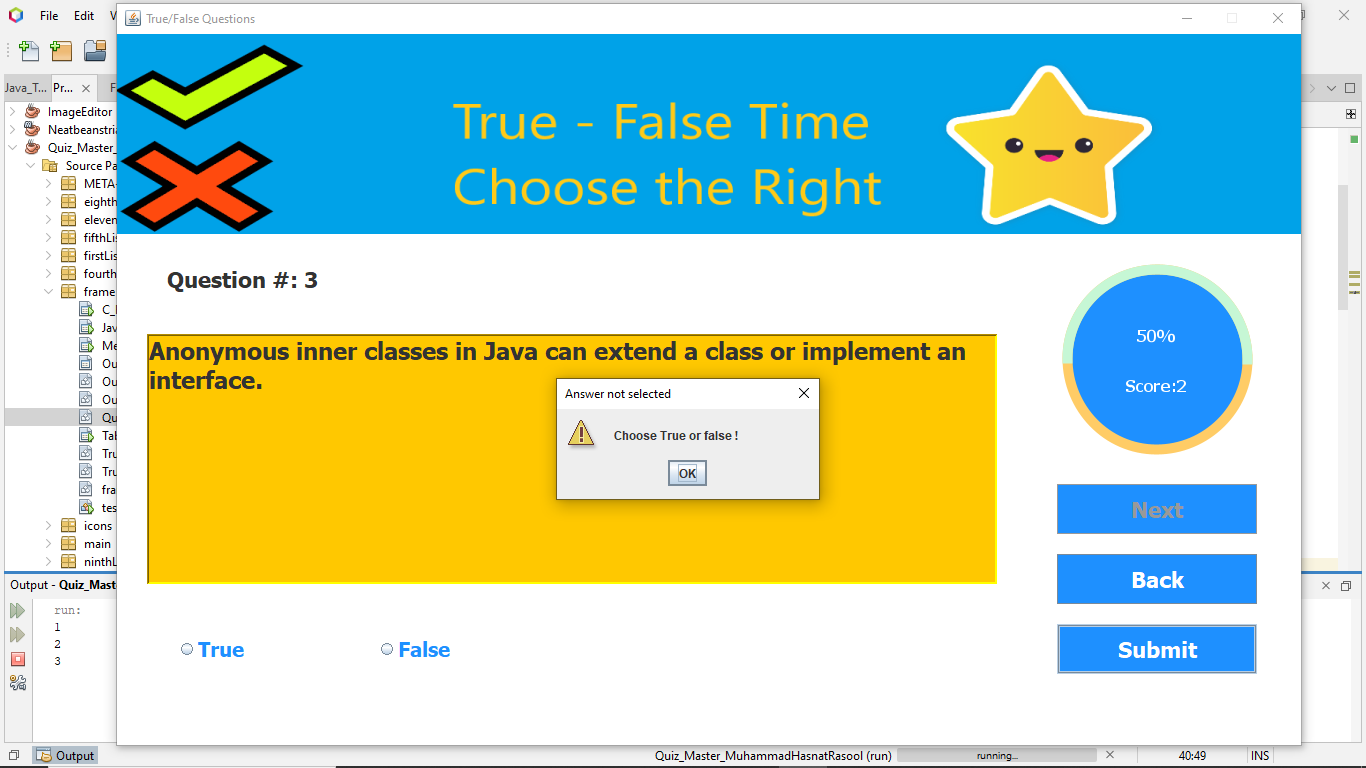 File Edit
True/False Questions
Java_T... Pr...
ImageEditor
Neatbeanstria
Quiz_Master_
Source Pa
META-
eighth
eleven
fifthLis
firstLis
fourth
frame
C_
Jav
Me
Ou
Ou
Ou
Qu
Tab
Tru
Tru
fra
tes
icons
main
ninthL
True - False Time
Choose the Right
Question #: 3
Anonymous inner classes in Java can extend a class or implement an
interface.
Answer not selected
Choose True or false !
OK
50%
Score:2
Next
Back
Submit
True False
Output - Quiz_Mast
run:
1
2
3
Output
Quiz_Master_MuhammadHasnatRasool (run) running... 40:49 INS